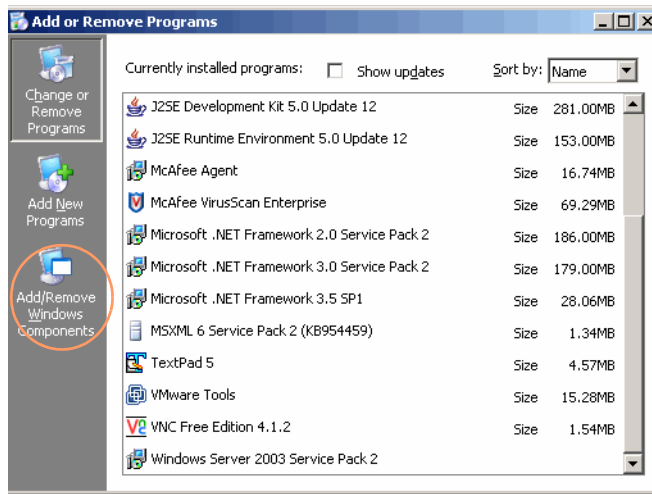 Add or Remove Programs
Currently installed programs: Show updates Sort by: Name
Change or
Remove
Programs
Add New
Programs
Add/Remove
Windows
Components
J2SE Development Kit 5.0 Update 12 Size 281.00MB
J2SE Runtime Environment 5.0 Update 12 Size 153.00MB
McAfee Agent Size 16.74MB
McAfee VirusScan Enterprise Size 69.29MB
Microsoft .NET Framework 2.0 Service Pack 2 Size 186.00MB
Microsoft .NET Framework 3.0 Service Pack 2 Size 179.00MB
Microsoft .NET Framework 3.5 SP1 Size 28.06MB
MSXML 6 Service Pack 2 (KB954459) Size 1.34MB
TextPad 5 Size 4.57MB
VMware Tools Size 15.28MB
VNC Free Edition 4.1.2 Size 1.54MB
Windows Server 2003 Service Pack 2